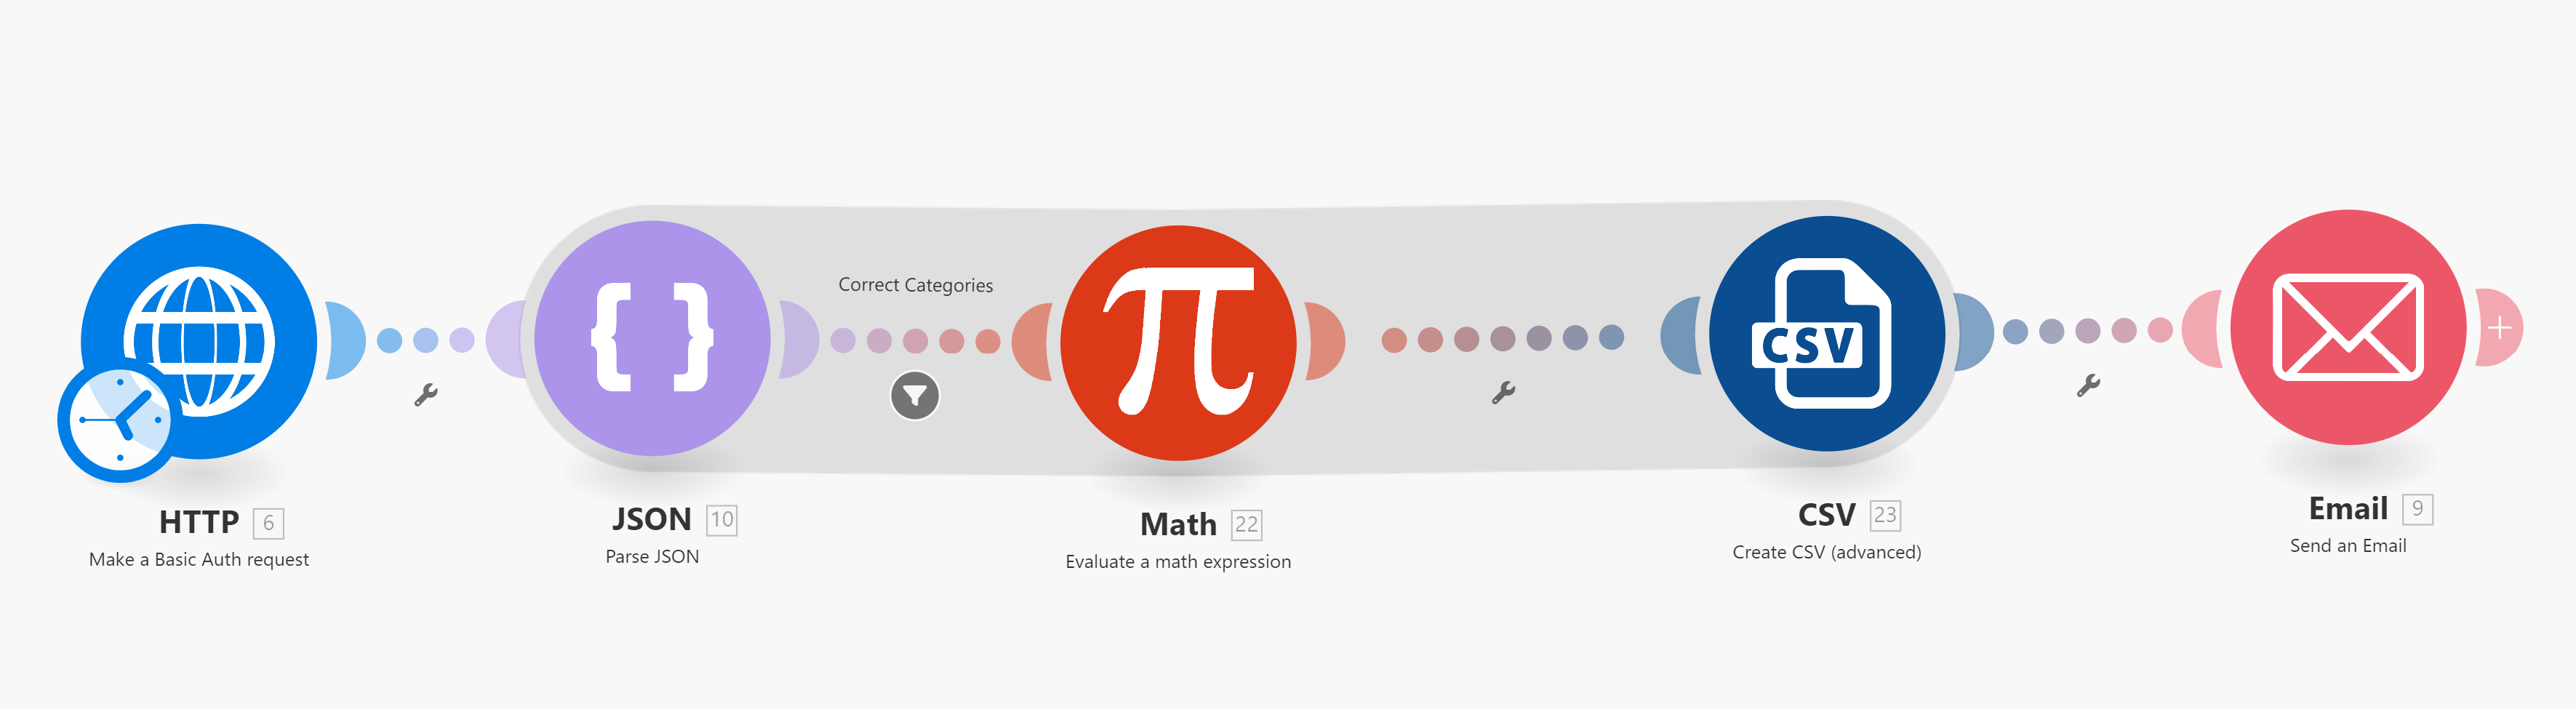 Correct Categories
CSV
HTTP 6
Make a Basic Auth request
JSON 10
Parse JSON
Math 22
Evaluate a math expression
CSV 23
Create CSV (advanced)
Email 9
Send an Email